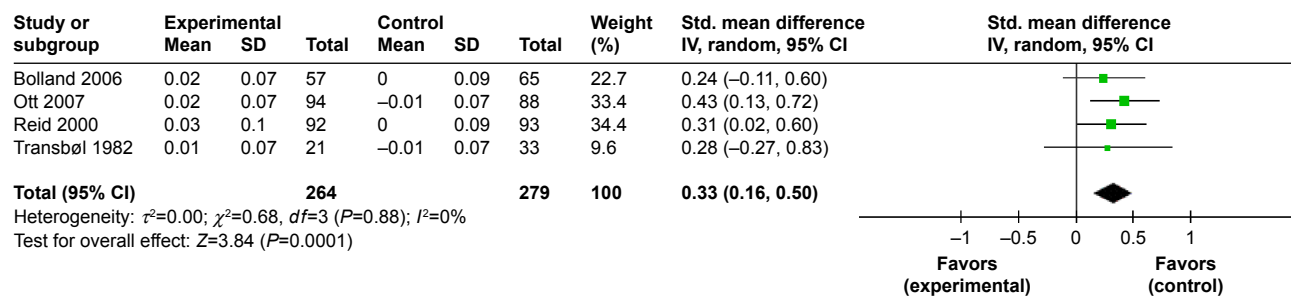 Study or subgroup Experimental Control Weight (%) Std. mean difference IV, random, 95% CI Std. mean difference IV, random, 95% CI
Mean SD Total Mean SD Total
Bolland 2006 0.02 0.07 57 0 0.09 65 22.7 0.24 (–0.11, 0.60)
Ott 2007 0.02 0.07 94 –0.01 0.07 88 33.4 0.43 (0.13, 0.72)
Reid 2000 0.03 0.1 92 0 0.09 93 34.4 0.31 (0.02, 0.60)
Transbøl 1982 0.01 0.07 21 –0.01 0.07 33 9.6 0.28 (–0.27, 0.83)
Total (95% CI) 264 279 100 0.33 (0.16, 0.50)
Heterogeneity: τ²=0.00; χ²=0.68, df=3 (P=0.88); I²=0%
Test for overall effect: Z=3.84 (P=0.0001)
–1 –0.5 0 0.5 1
Favors (experimental) Favors (control)